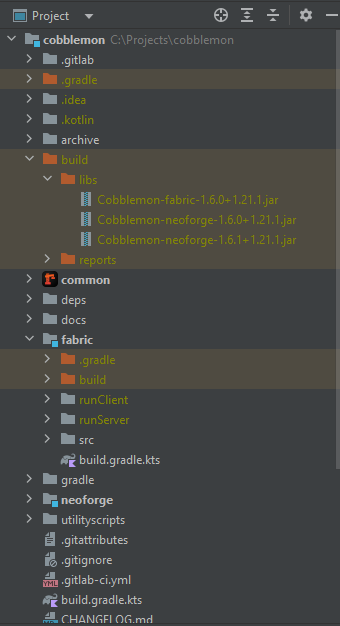 Project
cobblemon C:\Projects\cobblemon
.gitlab
.gradle
.idea
.kotlin
archive
build
libs
Cobblemon-fabric-1.6.0+1.21.1.jar
Cobblemon-neoforge-1.6.0+1.21.1.jar
Cobblemon-neoforge-1.6.1+1.21.1.jar
reports
common
deps
docs
fabric
.gradle
build
runClient
runServer
src
build.gradle.kts
gradle
neoforge
utilityscripts
.gitattributes
.gitignore
YML .gitlab-ci.yml
build.gradle.kts
CHANGELOG.md